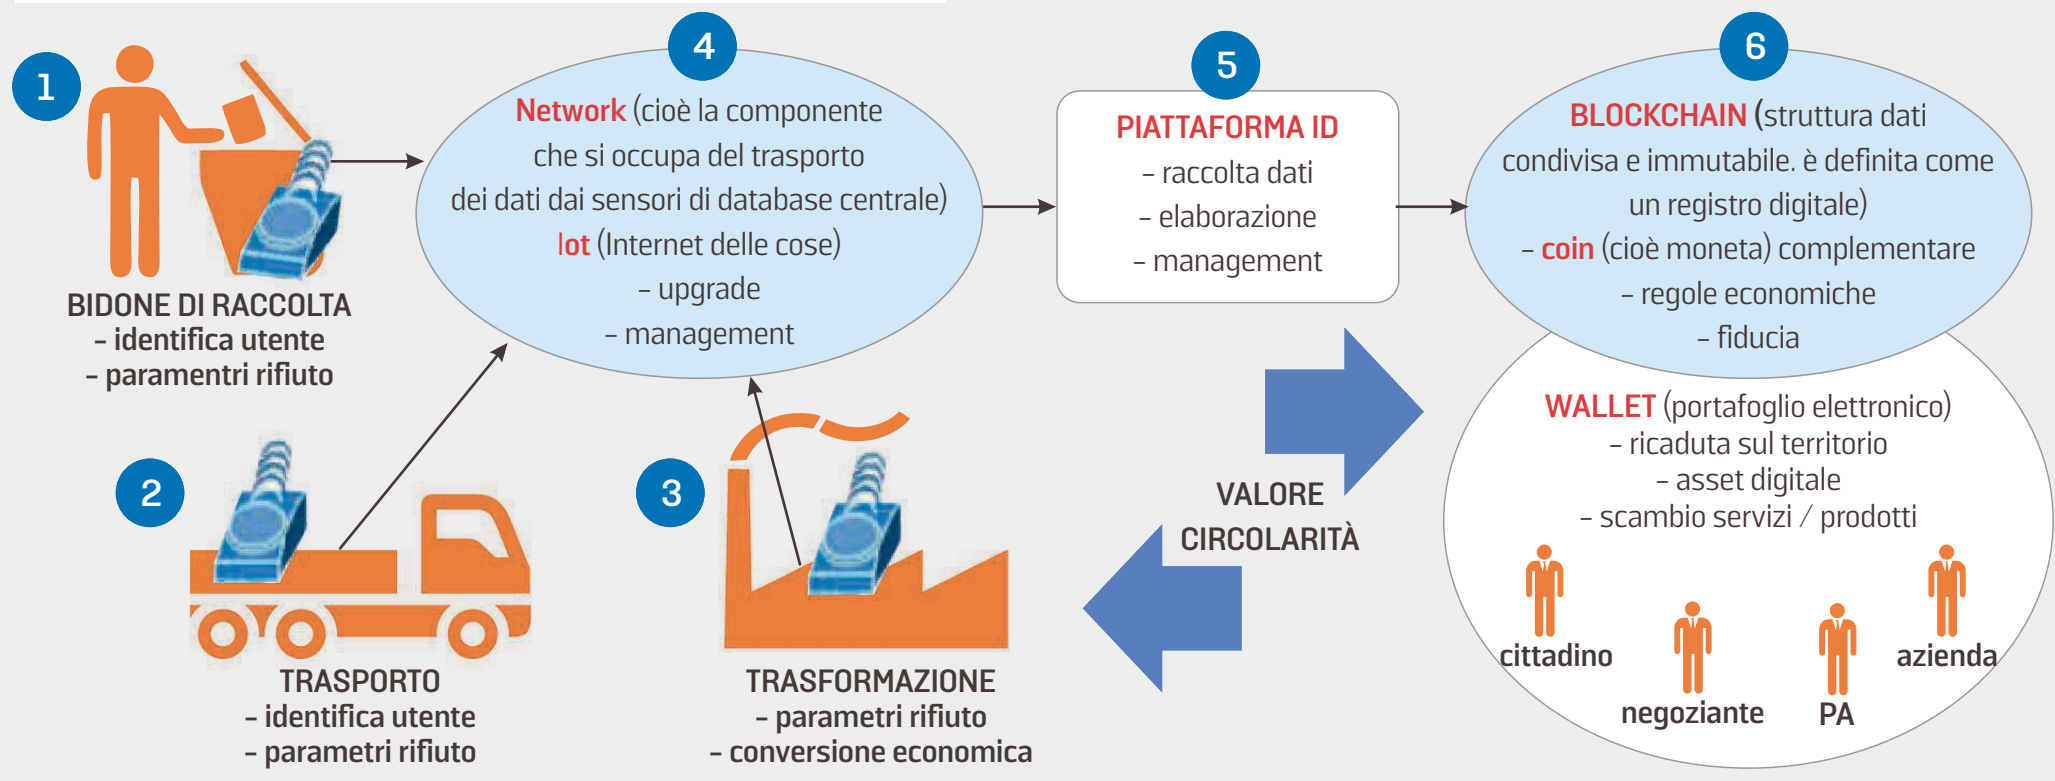 1
BIDONE DI RACCOLTA
– identifica utente
– paramentri rifiuto
2
TRASPORTO
– identifica utente
– parametri rifiuto
3
TRASFORMAZIONE
– parametri rifiuto
– conversione economica
4
Network (cioè la componente
che si occupa del trasporto
dei dati dai sensori di database centrale)
Iot (Internet delle cose)
– upgrade
– management
5
PIATTAFORMA ID
– raccolta dati
– elaborazione
– management
6
BLOCKCHAIN (struttura dati
condivisa e immutabile. è definita come
un registro digitale)
– coin (cioè moneta) complementare
– regole economiche
– fiducia
WALLET (portafoglio elettronico)
– ricaduta sul territorio
– asset digitale
– scambio servizi / prodotti
cittadino
negoziante
PA
azienda
VALORE
CIRCOLARITÀ